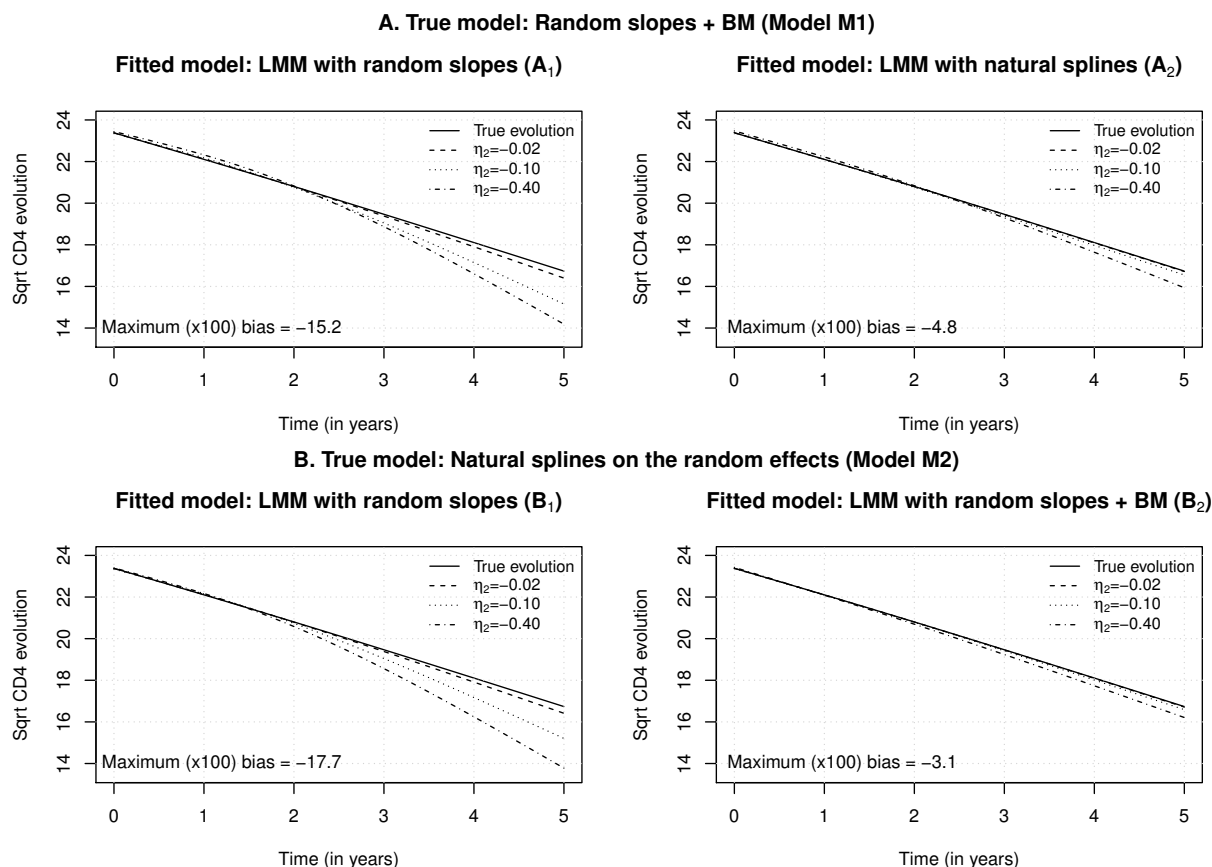 A. True model: Random slopes + BM (Model M1)
Fitted model: LMM with random slopes (A₁)
Sqrt CD4 evolution
24
22
20
18
16
14
True evolution
η₂=−0.02
η₂=−0.10
η₂=−0.40
Maximum (x100) bias = −15.2
0 1 2 3 4 5
Time (in years)
Fitted model: LMM with natural splines (A₂)
Sqrt CD4 evolution
24
22
20
18
16
14
True evolution
η₂=−0.02
η₂=−0.10
η₂=−0.40
Maximum (x100) bias = −4.8
0 1 2 3 4 5
Time (in years)
B. True model: Natural splines on the random effects (Model M2)
Fitted model: LMM with random slopes (B₁)
Sqrt CD4 evolution
24
22
20
18
16
14
True evolution
η₂=−0.02
η₂=−0.10
η₂=−0.40
Maximum (x100) bias = −17.7
0 1 2 3 4 5
Time (in years)
Fitted model: LMM with random slopes + BM (B₂)
Sqrt CD4 evolution
24
22
20
18
16
14
True evolution
η₂=−0.02
η₂=−0.10
η₂=−0.40
Maximum (x100) bias = −3.1
0 1 2 3 4 5
Time (in years)